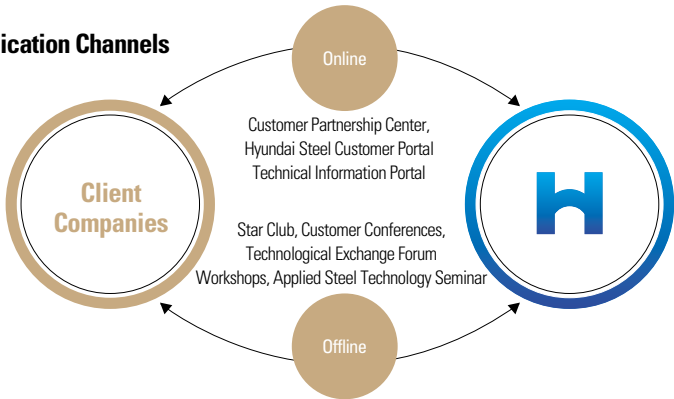 ication Channels
Online
Customer Partnership Center,
Hyundai Steel Customer Portal
Technical Information Portal
Client
Companies
Star Club, Customer Conferences,
Technological Exchange Forum
Workshops, Applied Steel Technology Seminar
Offline